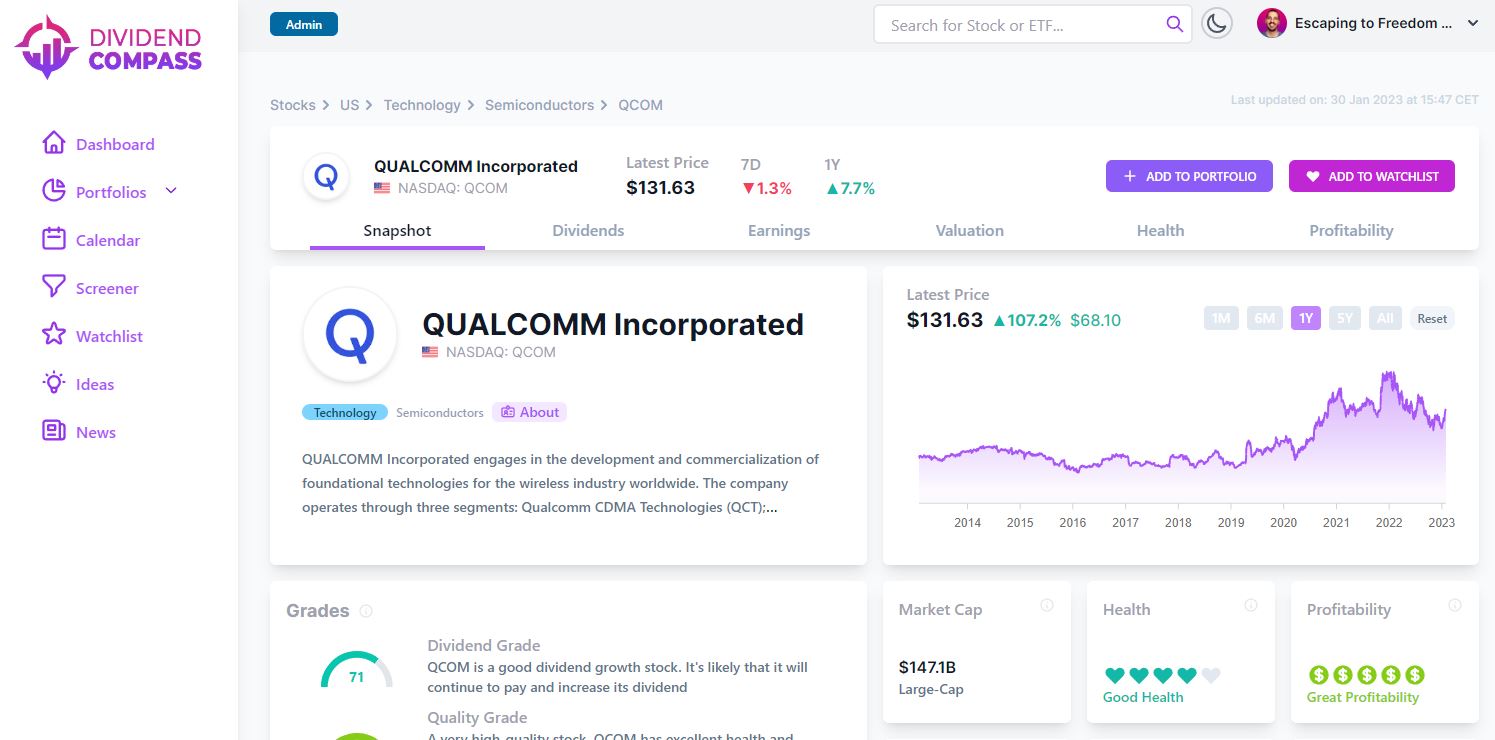 DIVIDEND
COMPASS
Admin
Search for Stock or ETF...
Escaping to Freedom ...
Dashboard
Portfolios
Calendar
Screener
Watchlist
Ideas
News
Stocks > US > Technology > Semiconductors > QCOM
Last updated on: 30 Jan 2023 at 15:47 CET
QUALCOMM Incorporated
NASDAQ: QCOM
Latest Price
$131.63
7D
▼1.3%
1Y
▲7.7%
+ ADD TO PORTFOLIO
ADD TO WATCHLIST
Snapshot
Dividends
Earnings
Valuation
Health
Profitability
QUALCOMM Incorporated
NASDAQ: QCOM
Technology
Semiconductors
About
QUALCOMM Incorporated engages in the development and commercialization of
foundational technologies for the wireless industry worldwide. The company
operates through three segments: Qualcomm CDMA Technologies (QCT);...
Latest Price
$131.63 ▲107.2% $68.10
1M 6M 1Y 5Y All Reset
2014 2015 2016 2017 2018 2019 2020 2021 2022 2023
Grades
71
Dividend Grade
QCOM is a good dividend growth stock. It's likely that it will
continue to pay and increase its dividend
Quality Grade
A very high-quality stock. QCOM has excellent health and
Market Cap
$147.1B
Large-Cap
Health
Good Health
Profitability
Great Profitability